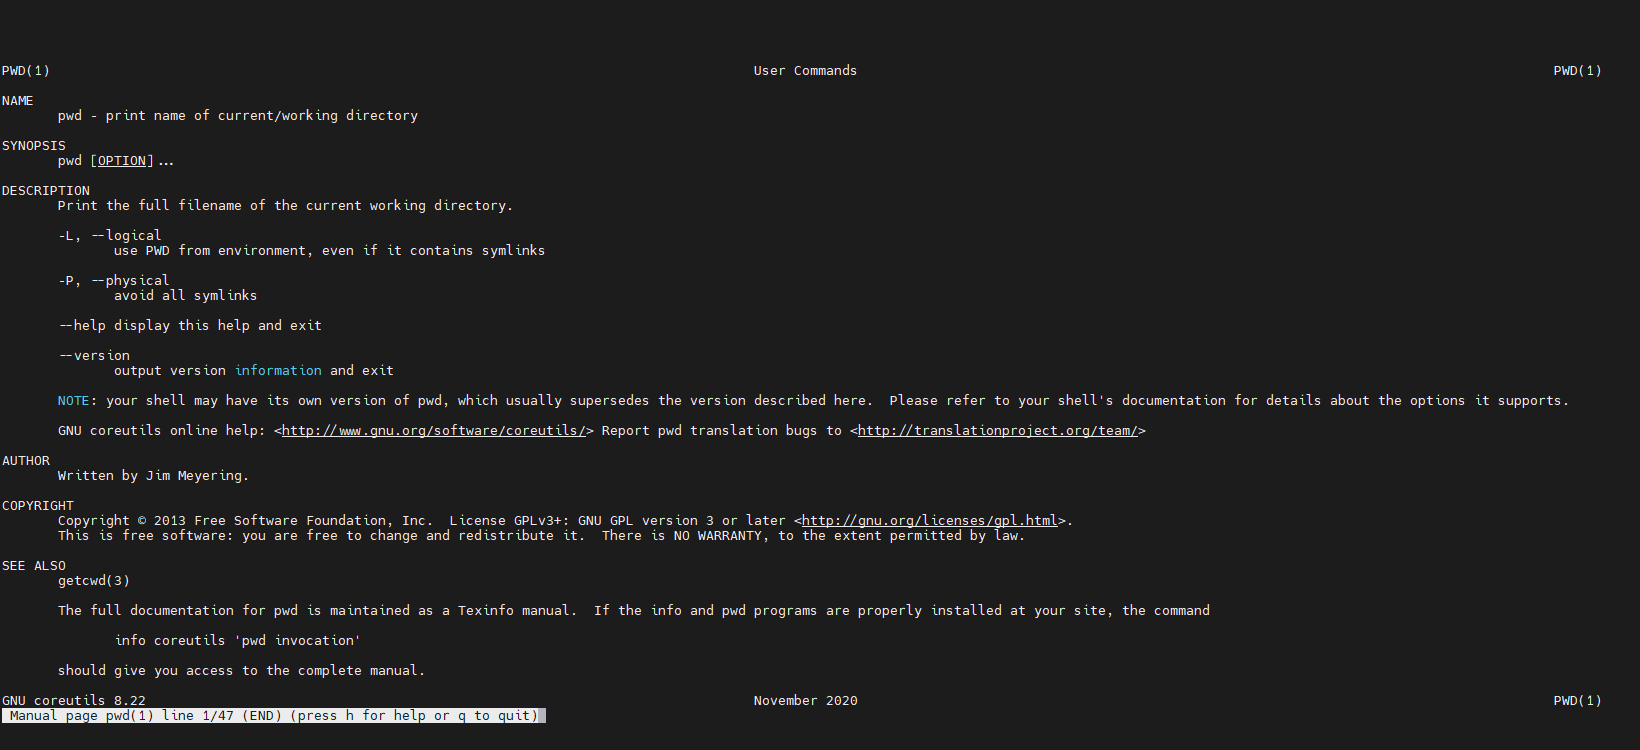 PWD(1) User Commands PWD(1)
NAME
pwd - print name of current/working directory
SYNOPSIS
pwd [OPTION]...
DESCRIPTION
Print the full filename of the current working directory.
-L, --logical
use PWD from environment, even if it contains symlinks
-P, --physical
avoid all symlinks
--help display this help and exit
--version
output version information and exit
NOTE: your shell may have its own version of pwd, which usually supersedes the version described here.  Please refer to your shell's documentation for details about the options it supports.
GNU coreutils online help: <http://www.gnu.org/software/coreutils/> Report pwd translation bugs to <http://translationproject.org/team/>
AUTHOR
Written by Jim Meyering.
COPYRIGHT
Copyright © 2013 Free Software Foundation, Inc.  License GPLv3+: GNU GPL version 3 or later <http://gnu.org/licenses/gpl.html>.
This is free software: you are free to change and redistribute it.  There is NO WARRANTY, to the extent permitted by law.
SEE ALSO
getcwd(3)
The full documentation for pwd is maintained as a Texinfo manual.  If the info and pwd programs are properly installed at your site, the command
info coreutils 'pwd invocation'
should give you access to the complete manual.
GNU coreutils 8.22 November 2020 PWD(1)
Manual page pwd(1) line 1/47 (END) (press h for help or q to quit)